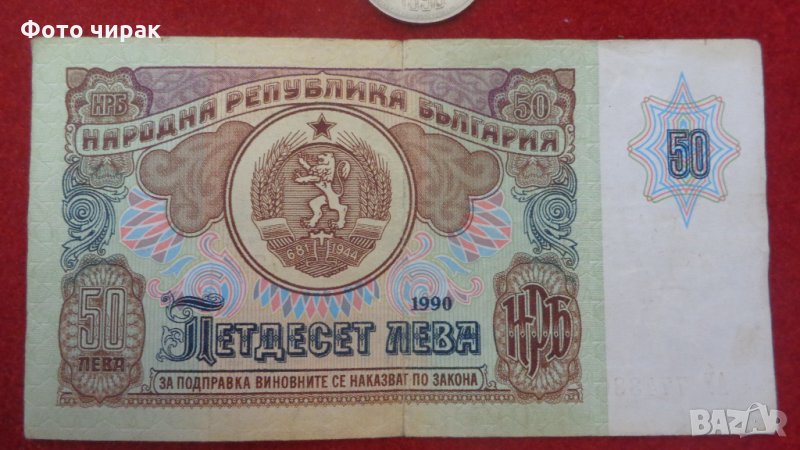 Фото чирак
НРБ
50
НАРОДНА РЕПУБЛИКА БЪЛГАРИЯ
50
681 1944
1990
50
ЛЕВА
ПЕТДЕСЕТ ЛЕВА
НРБ
ЗА ПОДПРАВКА ВИНОВНИТЕ СЕ НАКАЗВАТ ПО ЗАКОНА
BAZAR